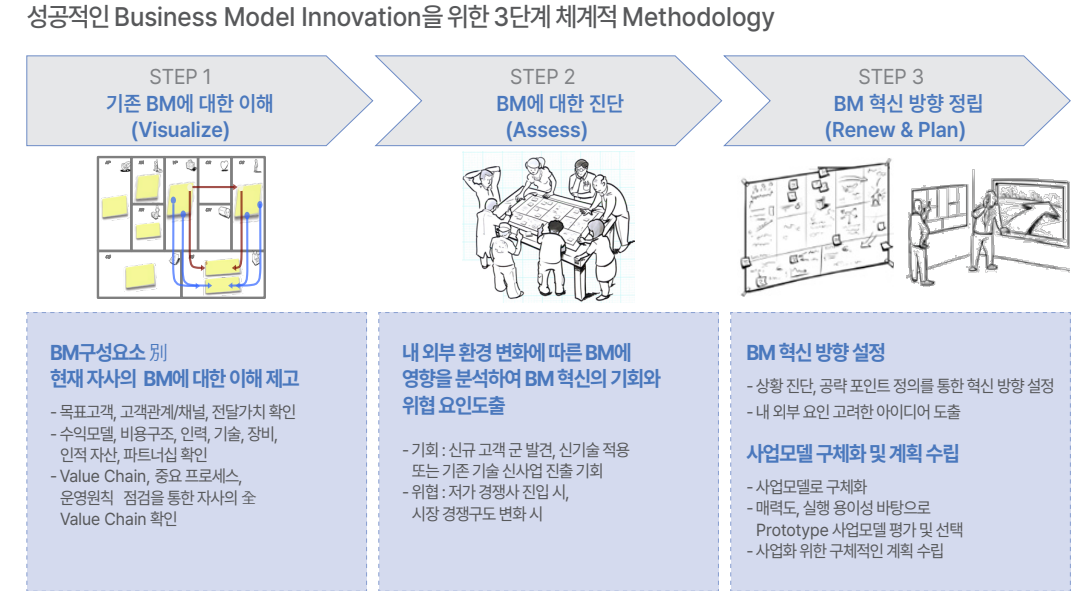 성공적인 Business Model Innovation을 위한 3단계 체계적 Methodology
STEP 1
기존 BM에 대한 이해
(Visualize)
STEP 2
BM에 대한 진단
(Assess)
STEP 3
BM 혁신 방향 정립
(Renew & Plan)
BM구성요소 別
현재 자사의 BM에 대한 이해 제고
- 목표고객, 고객관계/채널, 전달가치 확인
- 수익모델, 비용구조, 인력, 기술, 장비,
인적 자산, 파트너십 확인
- Value Chain, 중요 프로세스,
운영원칙 점검을 통한 자사의 全
Value Chain 확인
내 외부 환경 변화에 따른 BM에
영향을 분석하여 BM 혁신의 기회와
위협 요인도출
- 기회 : 신규 고객 군 발견, 신기술 적용
또는 기존 기술 신사업 진출 기회
- 위협 : 저가 경쟁사 진입 시,
시장 경쟁구도 변화 시
BM 혁신 방향 설정
- 상황 진단, 공략 포인트 정의를 통한 혁신 방향 설정
- 내 외부 요인 고려한 아이디어 도출
사업모델 구체화 및 계획 수립
- 사업모델로 구체화
- 매력도, 실행 용이성 바탕으로
Prototype 사업모델 평가 및 선택
- 사업화 위한 구체적인 계획 수립